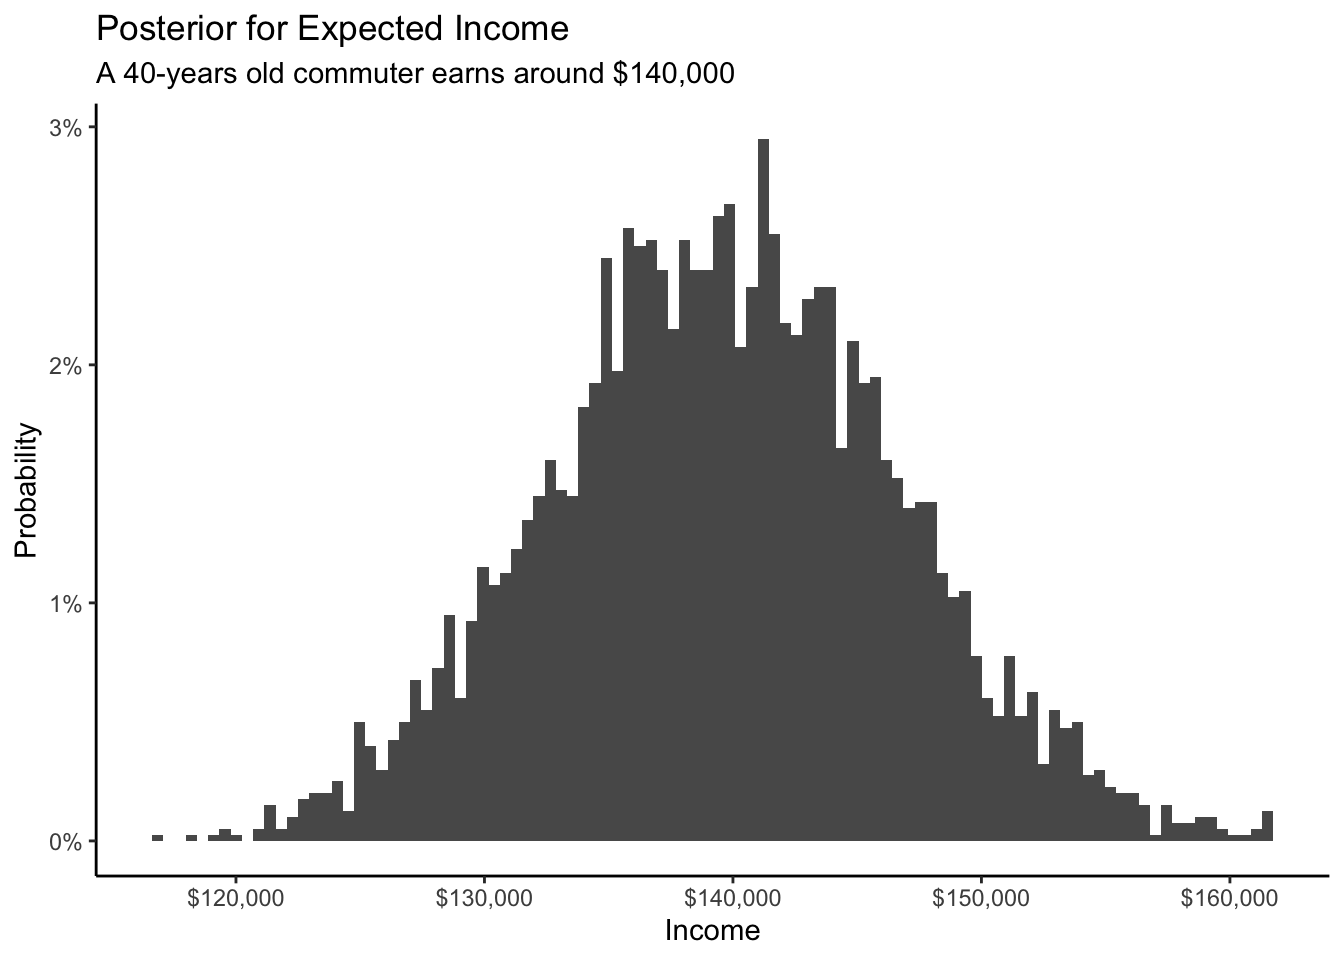 Posterior for Expected Income
A 40-years old commuter earns around $140,000
3%
2%
1%
0%
Probability
$120,000 $130,000 $140,000 $150,000 $160,000
Income